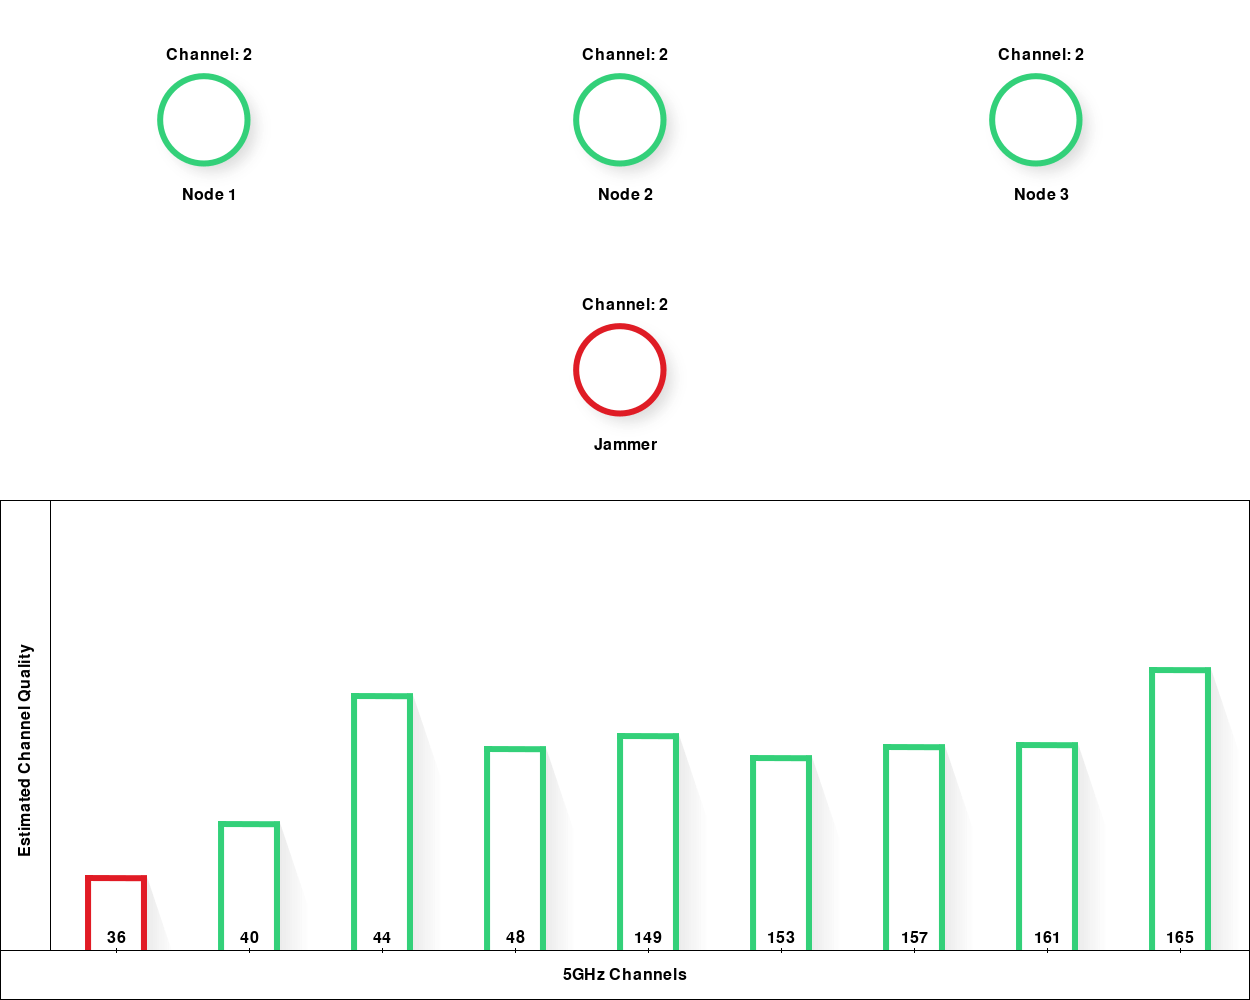 Channel: 2
Channel: 2
Channel: 2
Node 1
Node 2
Node 3
Channel: 2
Jammer
Estimated Channel Quality
36
40
44
48
149
153
157
161
165
5GHz Channels